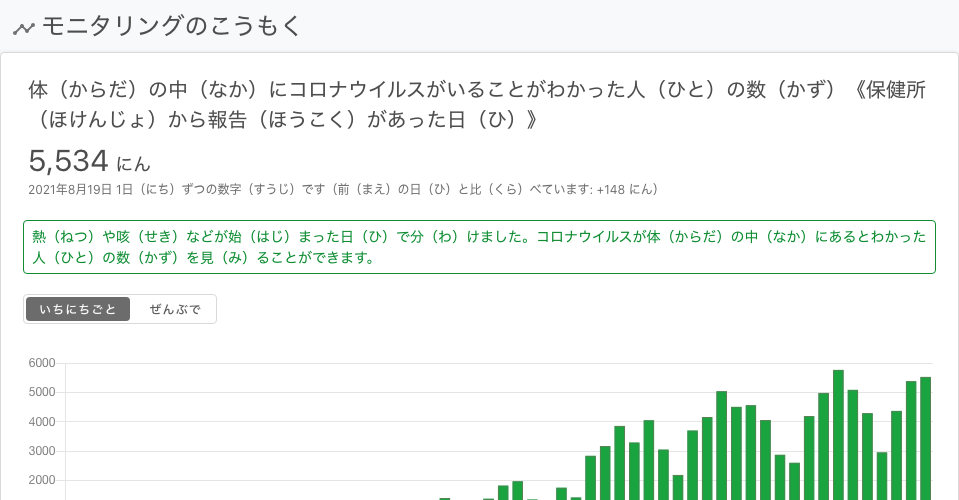 モニタリングのこうもく
体（からだ）の中（なか）にコロナウイルスがいることがわかった人（ひと）の数（かず）《保健所
（ほけんじょ）から報告（ほうこく）があった日（ひ）》
5,534 にん
2021年8月19日 1日（にち）ずつの数字（すうじ）です（前（まえ）の日（ひ）と比（くら）べています: +148 にん）
熱（ねつ）や咳（せき）などが始（はじ）まった日（ひ）で分（わ）けました。コロナウイルスが体（からだ）の中（なか）にあるとわかった
人（ひと）の数（かず）を見（み）ることができます。
いちにちごと ぜんぶで
6000
5000
4000
3000
2000